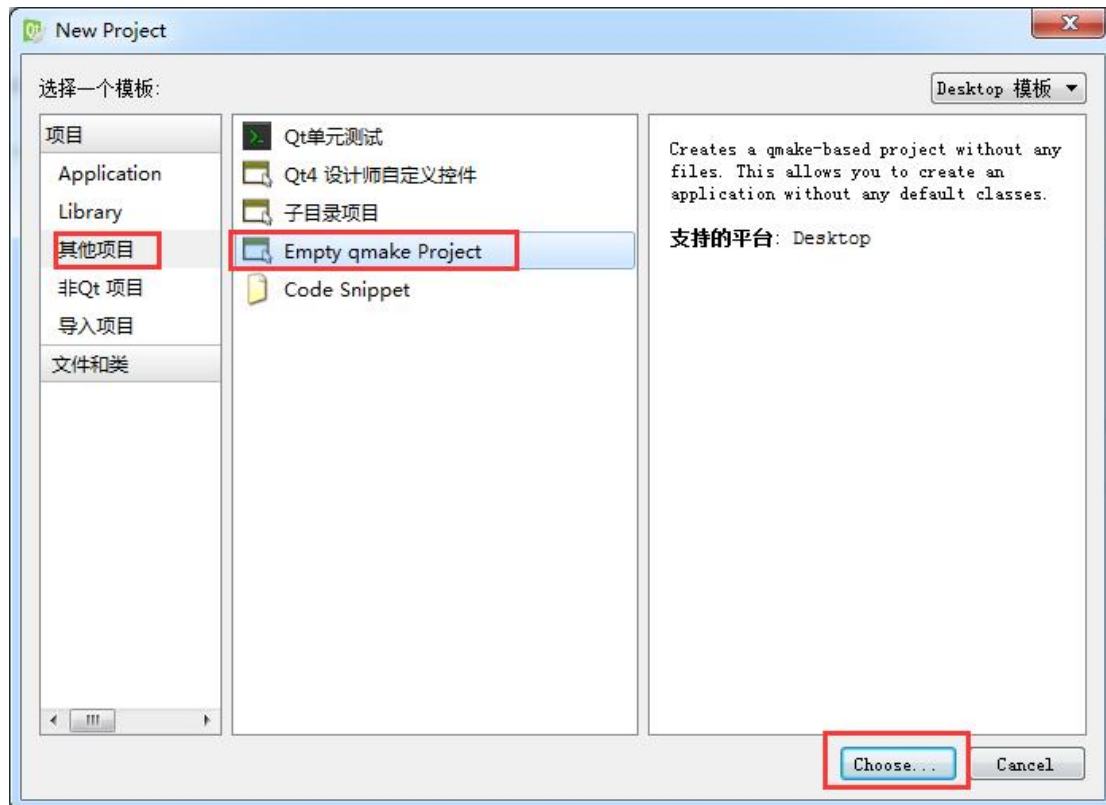 New Project
选择一个模板:
Desktop 模板
项目
Application
Library
其他项目
非Qt 项目
导入项目
文件和类
Qt单元测试
Qt4 设计师自定义控件
子目录项目
Empty qmake Project
Code Snippet
Creates a qmake-based project without any
files. This allows you to create an
application without any default classes.
支持的平台: Desktop
Choose...
Cancel